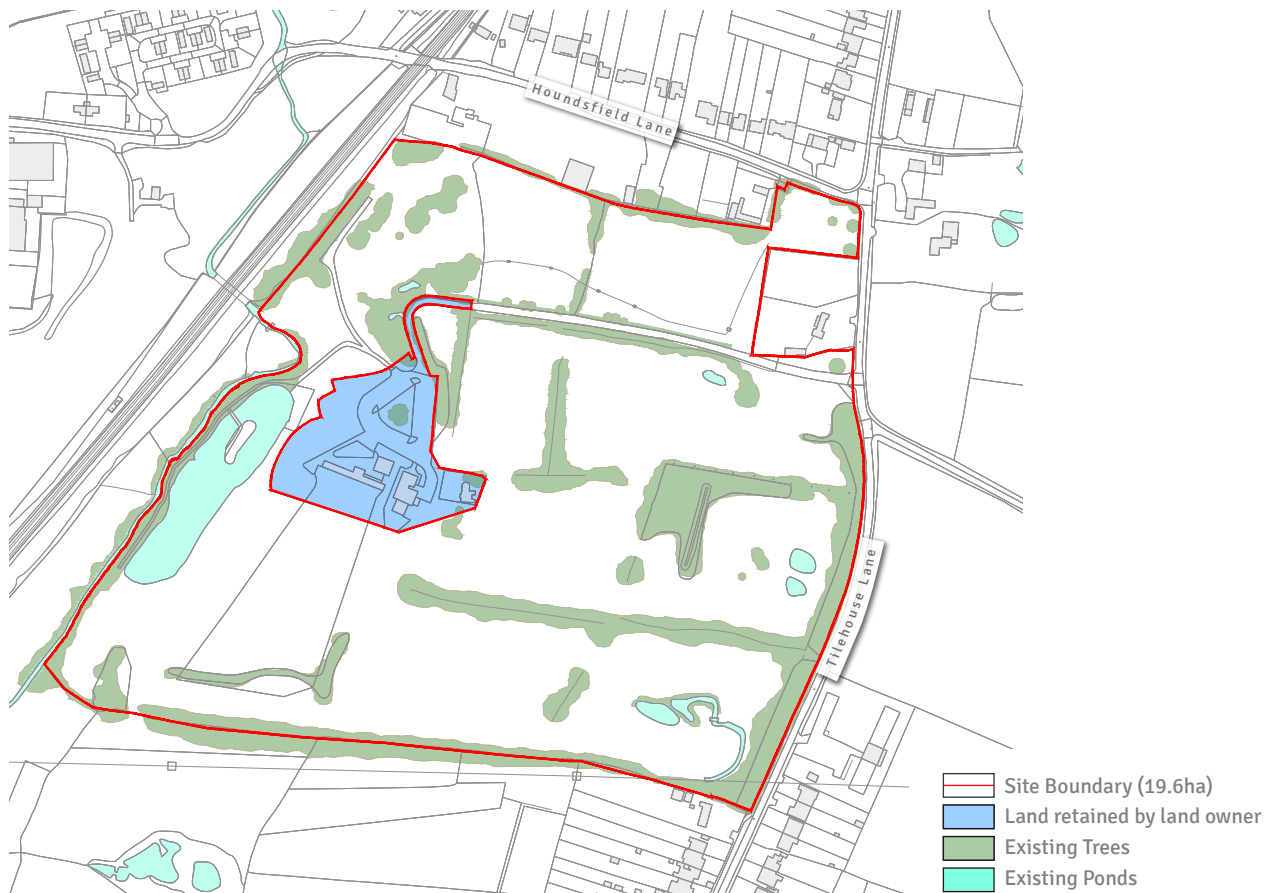 Houndsfield Lane
Tilehouse Lane
Site Boundary (19.6ha)
Land retained by land owner
Existing Trees
Existing Ponds